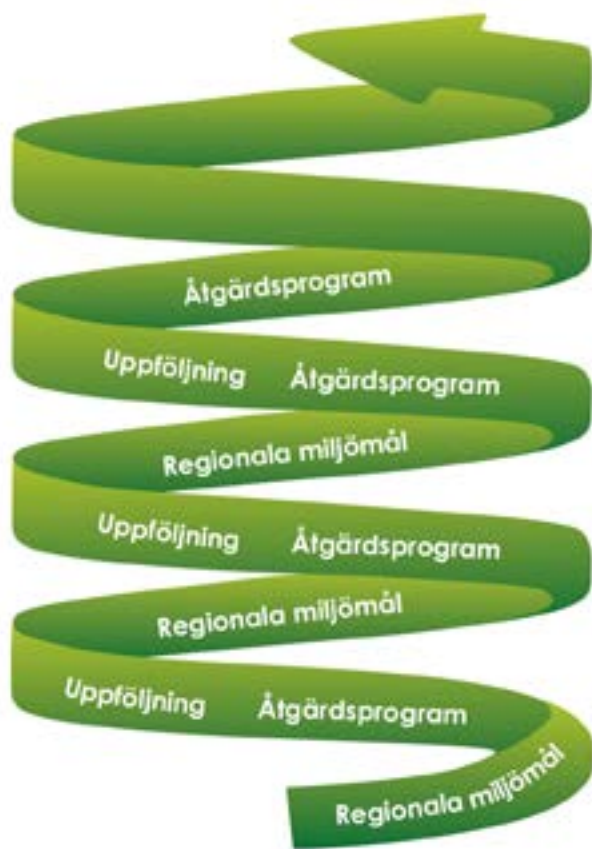 Åtgärdsprogram
Uppföljning Åtgärdsprogram
Regionala miljömål
Uppföljning Åtgärdsprogram
Regionala miljömål
Uppföljning Åtgärdsprogram
Regionala miljömål